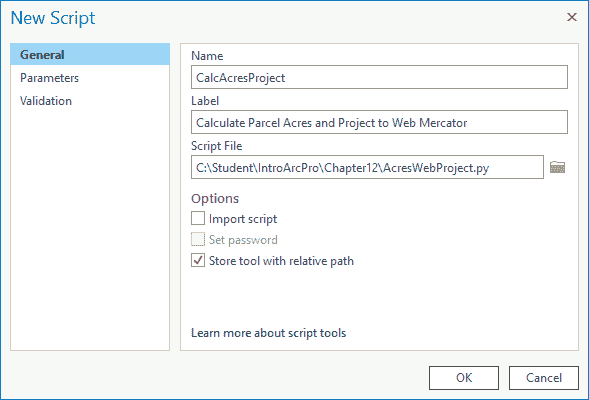 New Script
General
Parameters
Validation
Name
CalcAcresProject
Label
Calculate Parcel Acres and Project to Web Mercator
Script File
C:\Student\IntroArcPro\Chapter12\AcresWebProject.py
Options
Import script
Set password
Store tool with relative path
Learn more about script tools
OK
Cancel